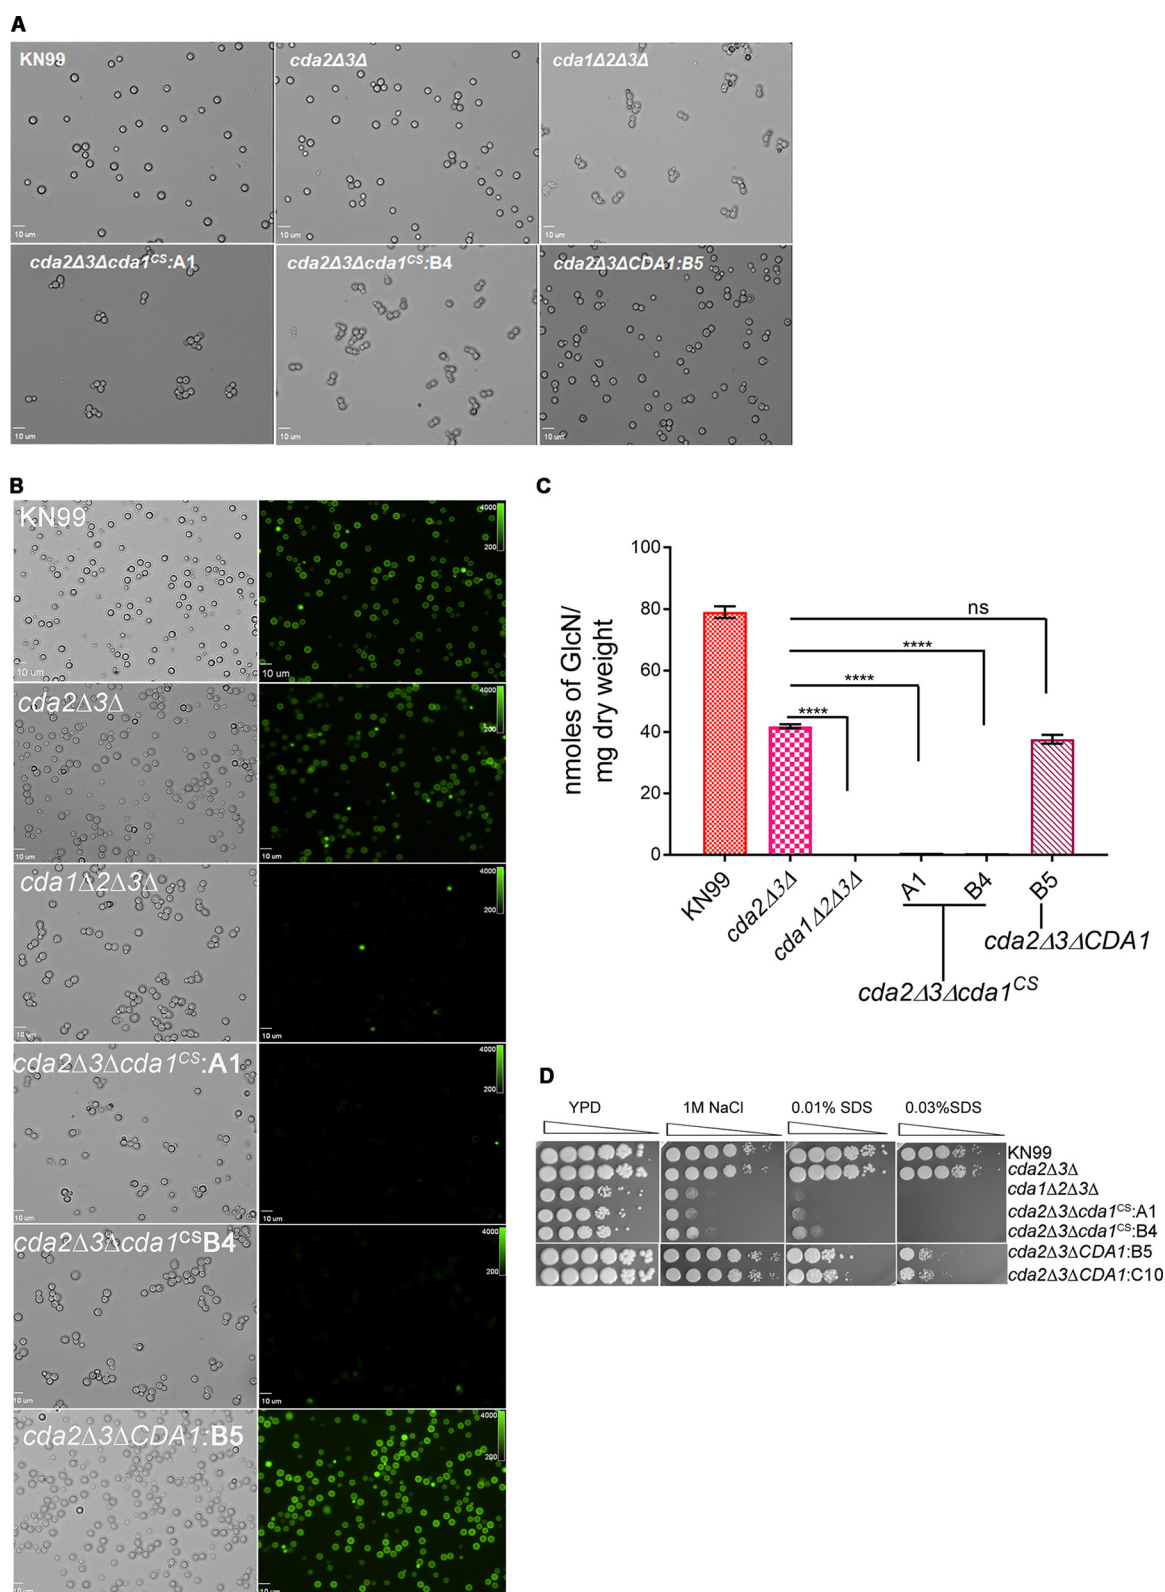 A
KN99
cda2Δ3Δ
cda1Δ2Δ3Δ
10 um
10 um
10 um
cda2Δ3Δcda1CS:A1
cda2Δ3Δcda1CS:B4
cda2Δ3ΔCDA1:B5
10 um
10 um
10 um
B
KN99
4000
200
10 um
10 um
cda2Δ3Δ
4000
200
10 um
10 um
cda1Δ2Δ3Δ
4000
200
10 um
10 um
cda2Δ3Δcda1CS:A1
4000
200
10 um
10 um
cda2Δ3Δcda1CSB4
4000
200
10 um
10 um
cda2Δ3ΔCDA1:B5
4000
200
10 um
10 um
C
nmoles of GlcN/
mg dry weight
100
80
60
40
20
0
ns
****
****
****
KN99
cda2Δ3Δ
cda1Δ2Δ3Δ
A1
B4
B5
cda2Δ3ΔCDA1
cda2Δ3Δcda1CS
D
YPD
1M NaCl
0.01% SDS
0.03%SDS
KN99
cda2Δ3Δ
cda1Δ2Δ3Δ
cda2Δ3Δcda1CS:A1
cda2Δ3Δcda1CS:B4
cda2Δ3ΔCDA1:B5
cda2Δ3ΔCDA1:C10